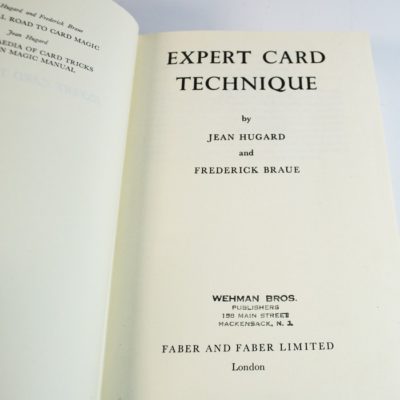 Hugard and Frederick Braue
L ROAD TO CARD MAGIC
Jean Hugard
AEDIA OF CARD TRICKS
N MAGIC MANUAL
EXPERT CARD
TECHNIQUE
by
JEAN HUGARD
and
FREDERICK BRAUE
WEHMAN BROS.
PUBLISHERS
158 MAIN STREET
HACKENSACK, N. J.
FABER AND FABER LIMITED
London